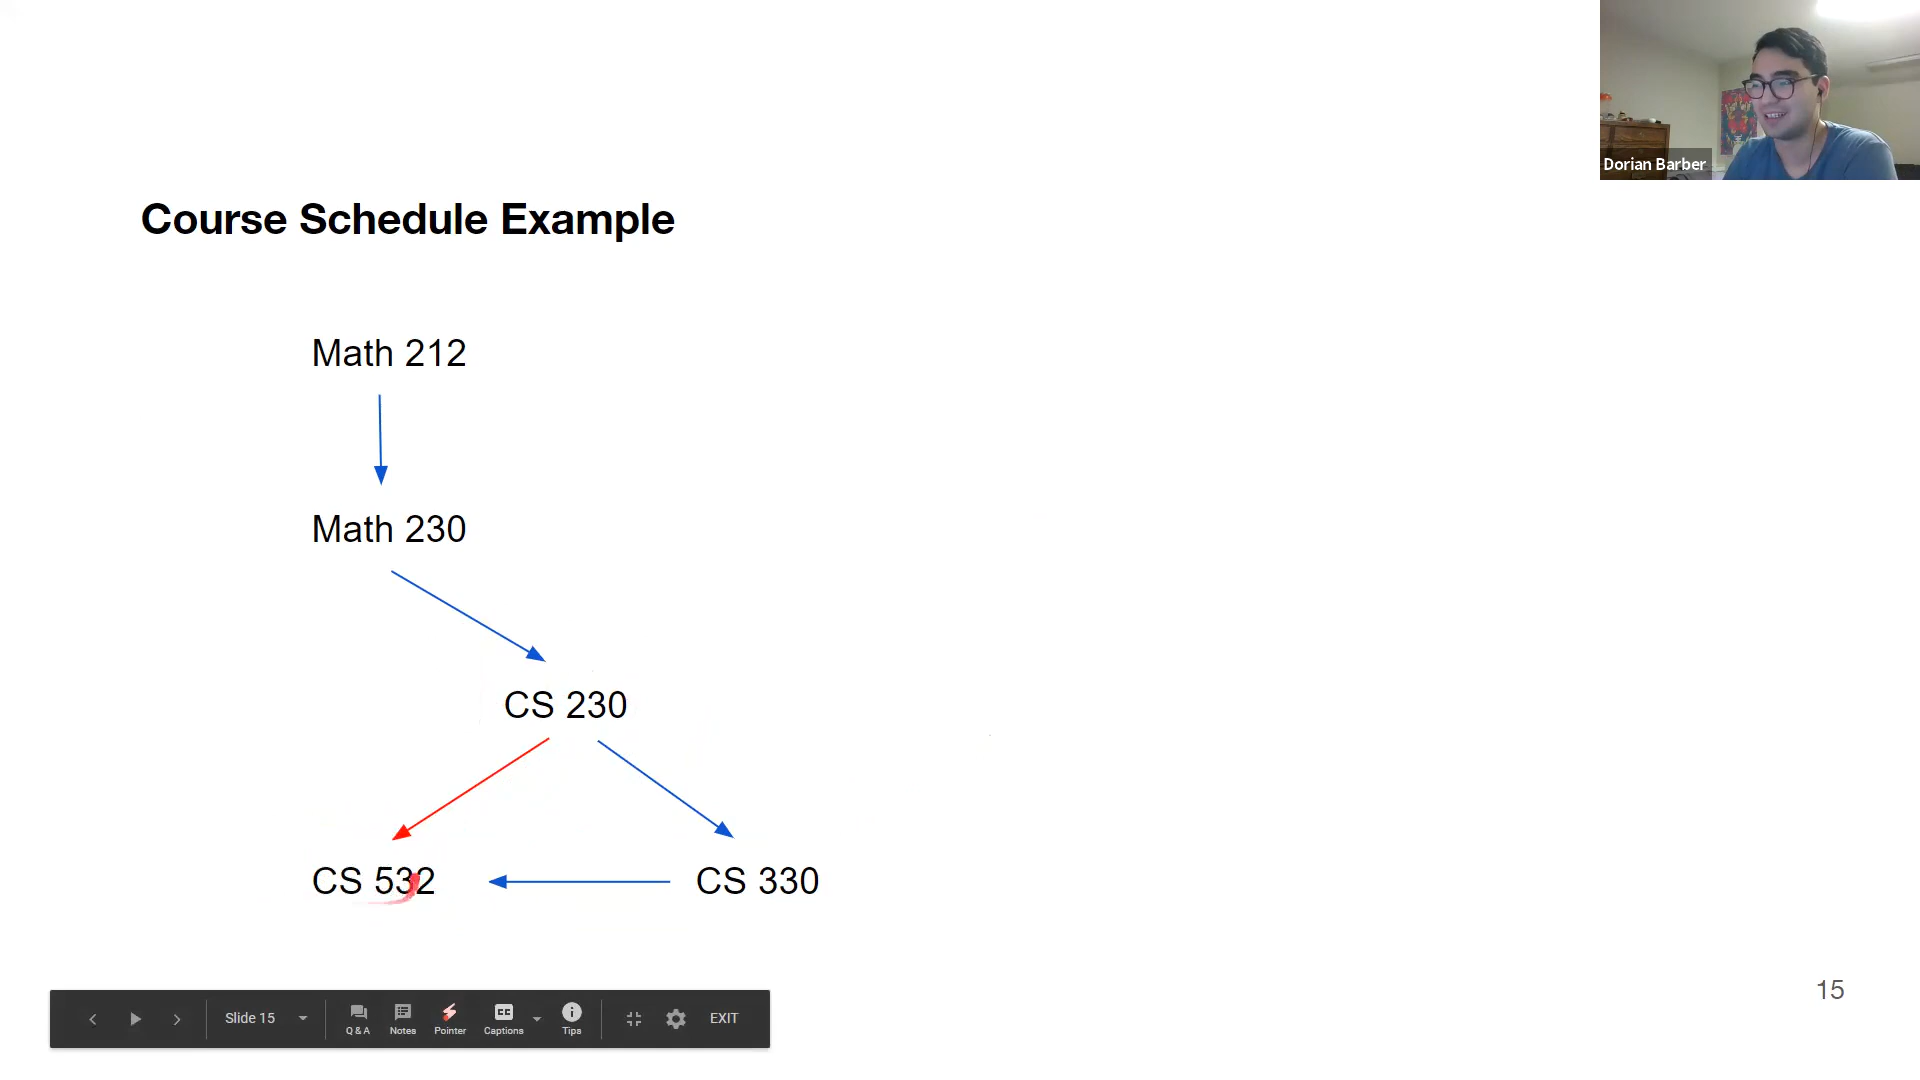 Dorian Barber
Course Schedule Example
Math 212
Math 230
CS 230
CS 532
CS 330
15
Slide 15
Q & A
Notes
Pointer
CC
Captions
Tips
EXIT